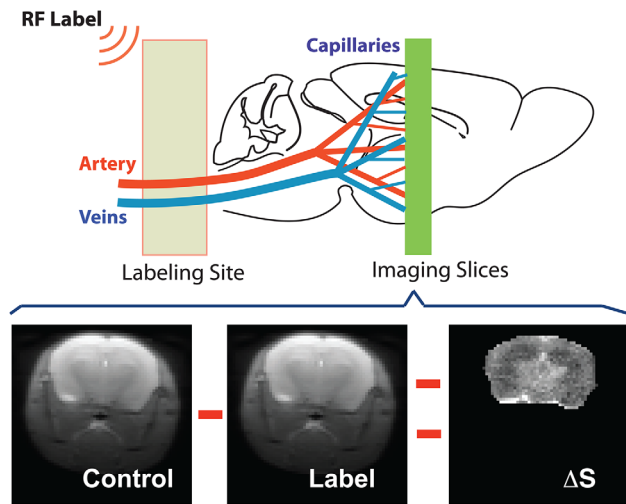 RF Label
Capillaries
Artery
Veins
Labeling Site
Imaging Slices
Control
Label
ΔS